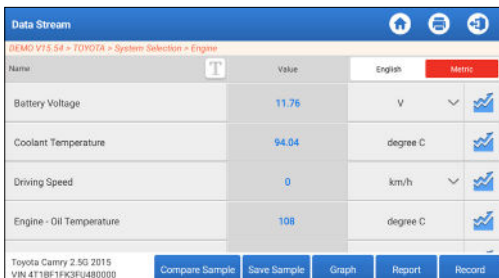 Data Stream
DEMO V15.54 > TOYOTA > System Selection > Engine
Name T Value English Metric
Battery Voltage 11.76 V
Coolant Temperature 94.04 degree C
Driving Speed 0 km/h
Engine - Oil Temperature 108 degree C
Toyota Camry 2.5G 2015
VIN 4T1BF1FK3FU480000
Compare Sample Save Sample Graph Report Record